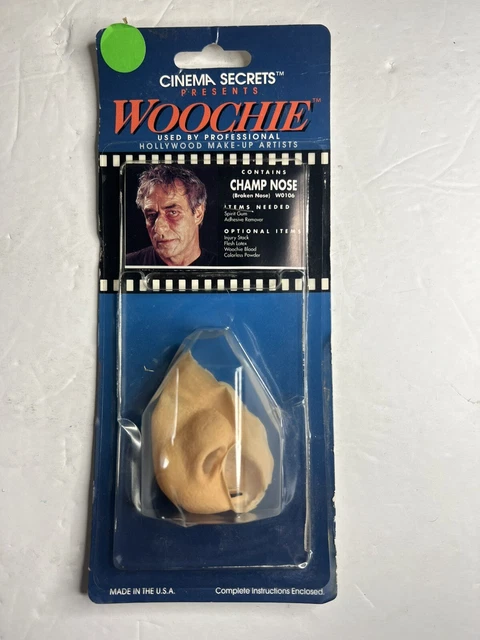 CINEMA SECRETS™
PRESENTS
WOOCHIE™
USED BY PROFESSIONAL
HOLLYWOOD MAKE-UP ARTISTS
CONTAINS
CHAMP NOSE
(Broken Nose) W0106
ITEMS NEEDED
Spirit Gum
Adhesive Remover
OPTIONAL ITEMS
Injury Stack
Flesh Latex
Woochie Blood
Colorless Powder
MADE IN THE U.S.A.
Complete Instructions Enclosed.